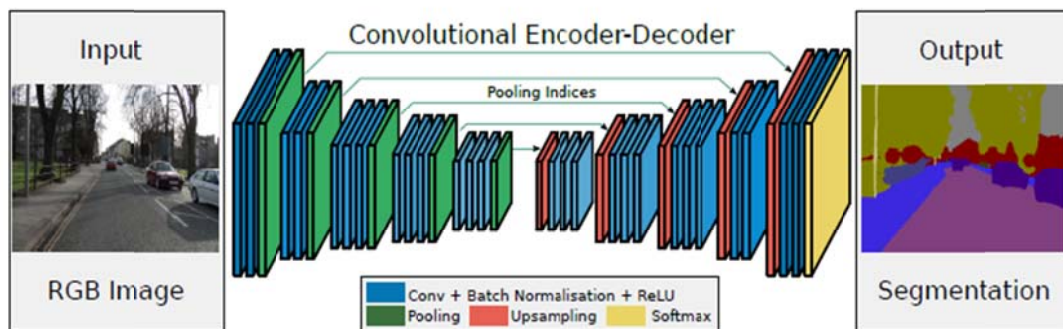 Input
Convolutional Encoder-Decoder
Output
Pooling Indices
RGB Image
Segmentation
Conv + Batch Normalisation + ReLU
Pooling Upsampling Softmax